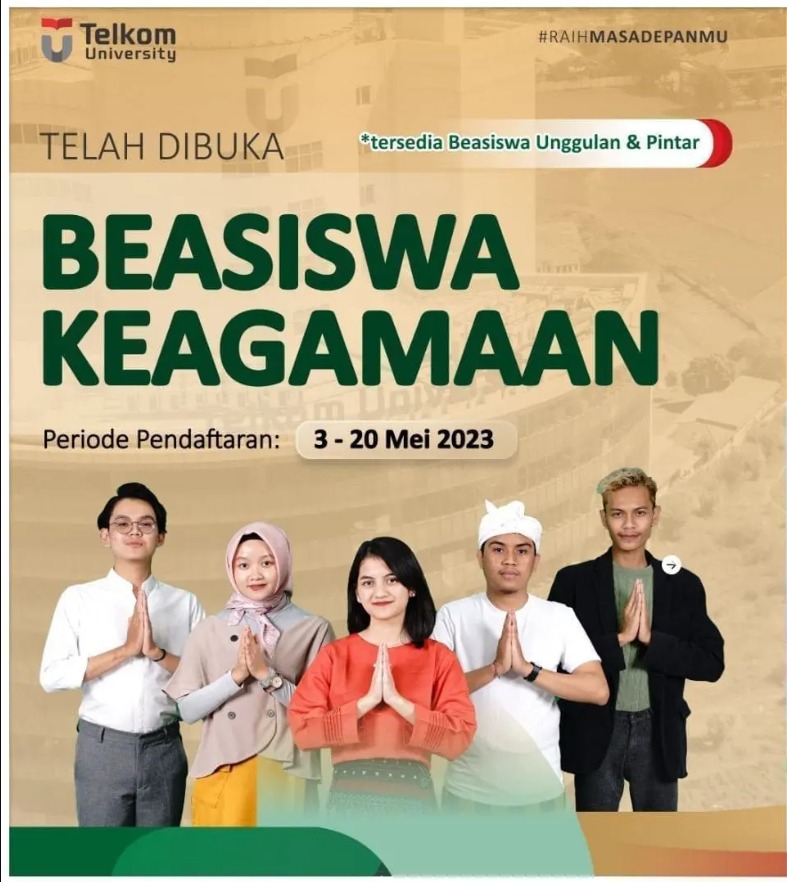 Telkom
University
#RAIHMASADEPANMU
TELAH DIBUKA
*tersedia Beasiswa Unggulan & Pintar
BEASISWA
KEAGAMAAN
Periode Pendaftaran: 3 - 20 Mei 2023